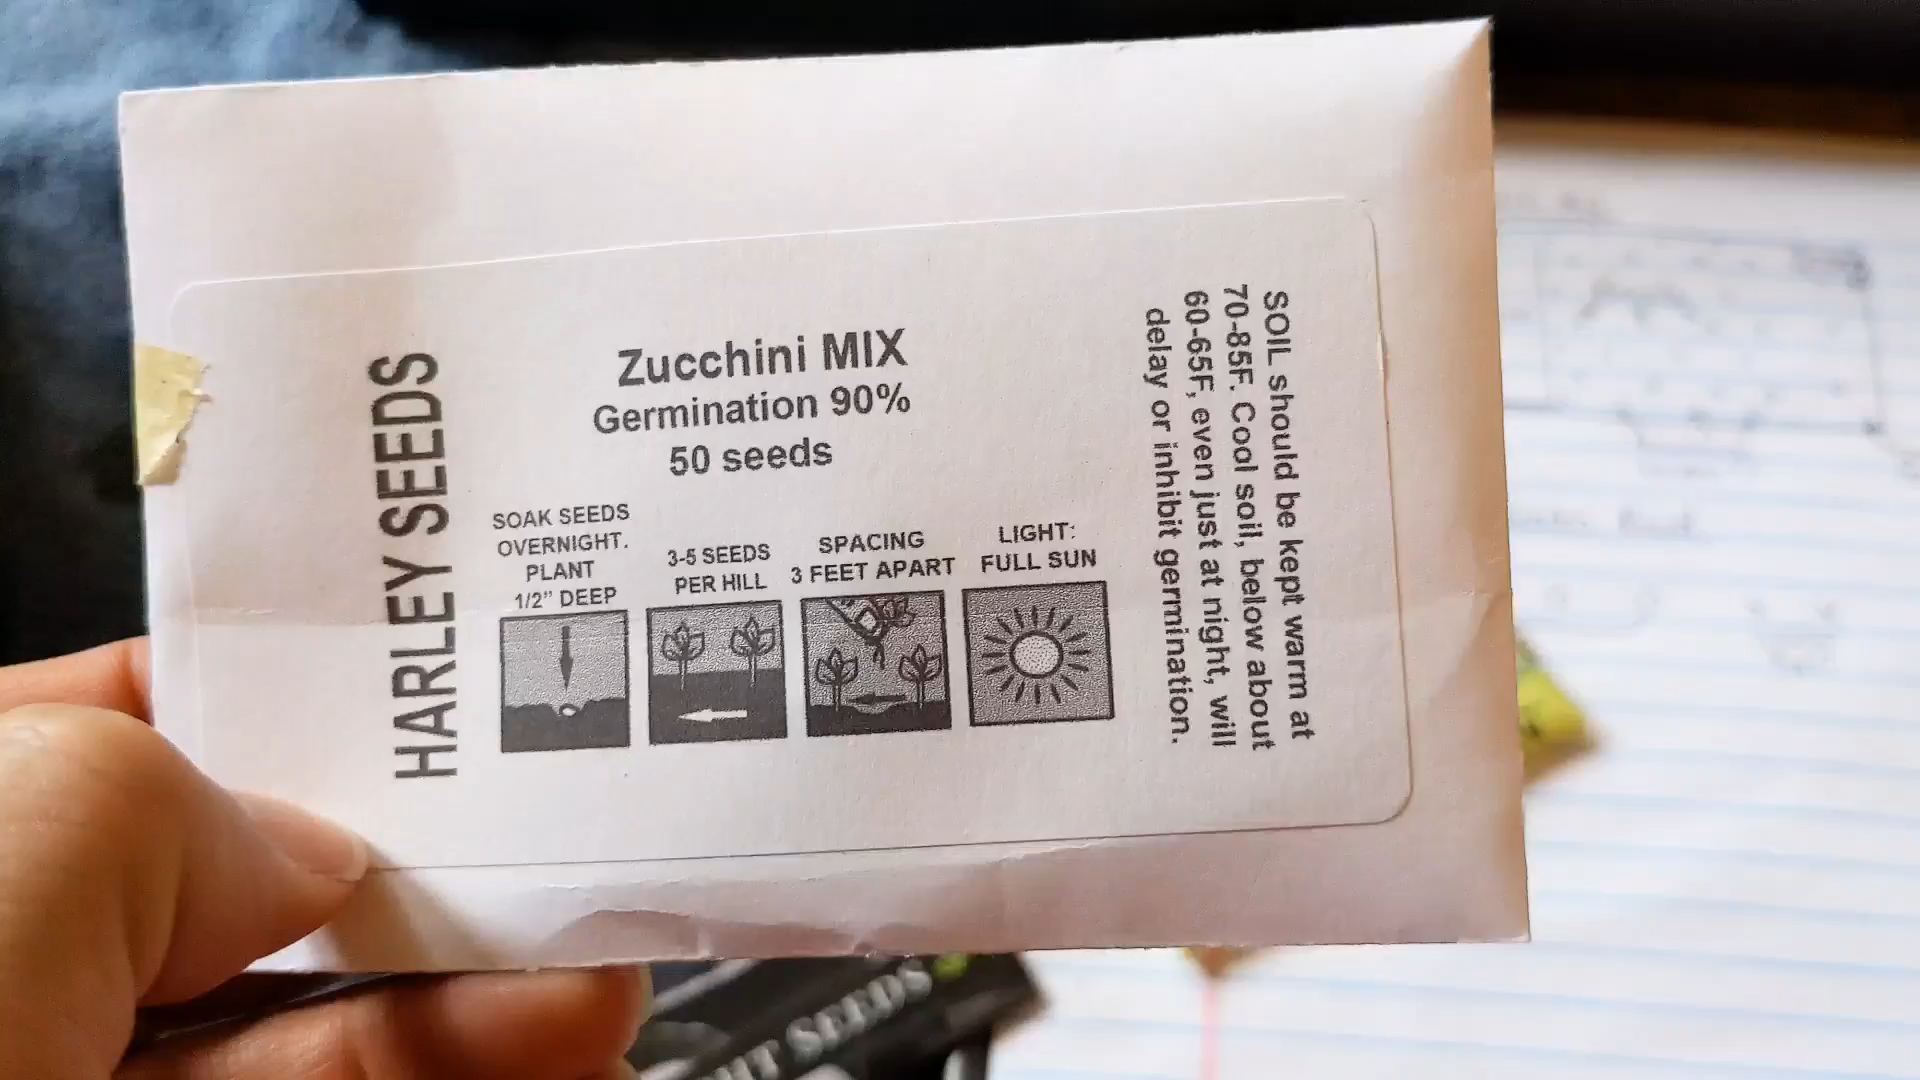 HARLEY SEEDS
Zucchini MIX
Germination 90%
50 seeds
SOAK SEEDS
OVERNIGHT.
PLANT
1/2” DEEP
3-5 SEEDS
PER HILL
SPACING
3 FEET APART
LIGHT:
FULL SUN
SOIL should be kept warm at
70-85F. Cool soil, below about
60-65F, even just at night, will
delay or inhibit germination.
SEEDS